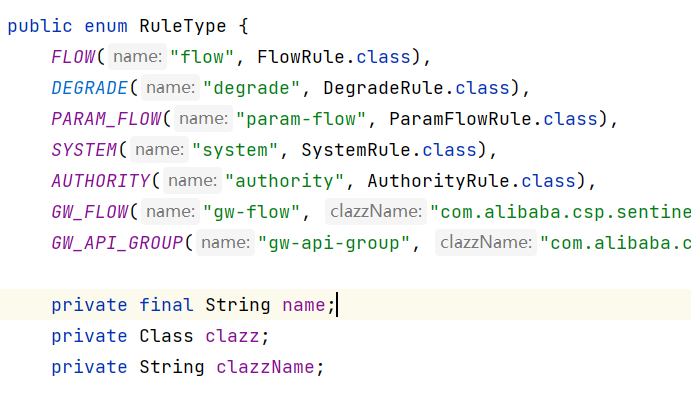 public enum RuleType {
FLOW( name: "flow", FlowRule.class),
DEGRADE( name: "degrade", DegradeRule.class),
PARAM_FLOW( name: "param-flow", ParamFlowRule.class),
SYSTEM( name: "system", SystemRule.class),
AUTHORITY( name: "authority", AuthorityRule.class),
GW_FLOW( name: "gw-flow", clazzName: "com.alibaba.csp.sentine
GW_API_GROUP( name: "gw-api-group", clazzName: "com.alibaba.c
private final String name;
private Class clazz;
private String clazzName;